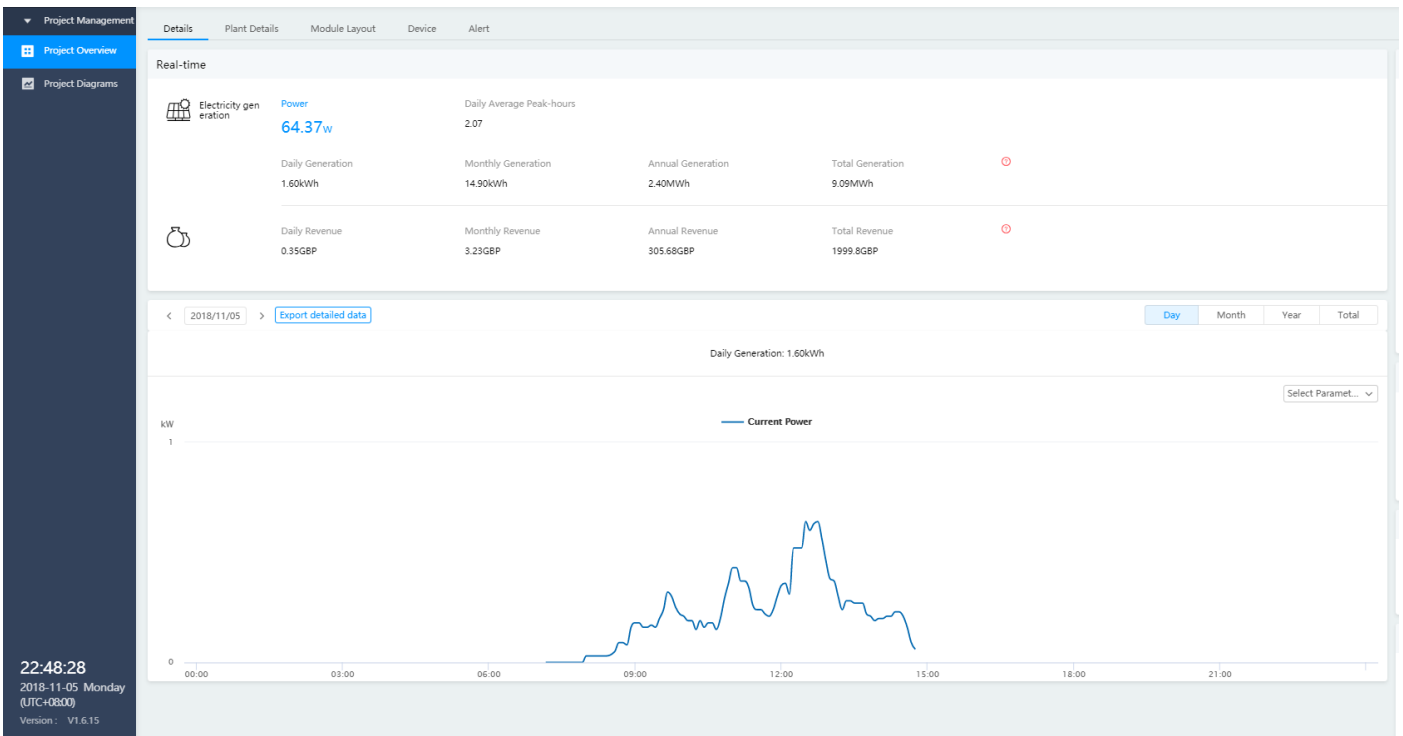 Project Management
Project Overview
Project Diagrams
22:48:28
2018-11-05 Monday
(UTC+08:00)
Version : V1.6.15
Details Plant Details Module Layout Device Alert
Real-time
Electricity gen
eration
Power Daily Average Peak-hours
64.37W 2.07
Daily Generation Monthly Generation Annual Generation Total Generation
1.60kWh 14.90kWh 2.40MWh 9.09MWh
Daily Revenue Monthly Revenue Annual Revenue Total Revenue
0.35GBP 3.23GBP 305.68GBP 1999.8GBP
< 2018/11/05 > Export detailed data Day Month Year Total
Daily Generation: 1.60kWh
Select Paramet...
kW
Current Power
1
0
00:00 03:00 06:00 09:00 12:00 15:00 18:00 21:00